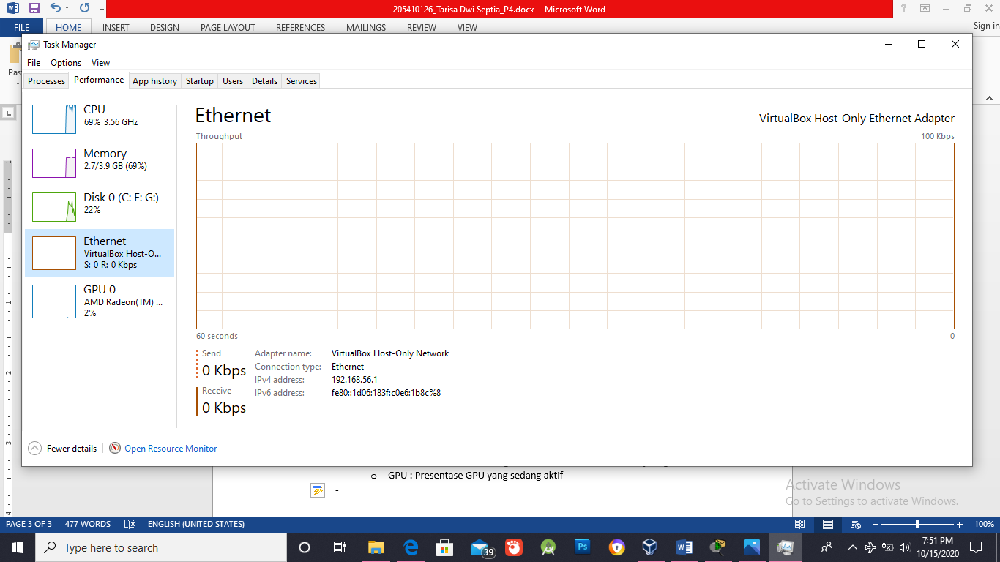 205410126_Tarisa Dwi Septia_P4.docx - Microsoft Word
FILE HOME INSERT DESIGN PAGE LAYOUT REFERENCES MAILINGS REVIEW VIEW Sign in
Task Manager
File Options View
Processes Performance App history Startup Users Details Services
CPU
69% 3.56 GHz
Memory
2.7/3.9 GB (69%)
Disk 0 (C: E: G:)
22%
Ethernet
VirtualBox Host-O...
S: 0 R: 0 Kbps
GPU 0
AMD Radeon(TM) ...
2%
Ethernet
VirtualBox Host-Only Ethernet Adapter
Throughput
100 Kbps
60 seconds
0
Send
0 Kbps
Receive
0 Kbps
Adapter name: VirtualBox Host-Only Network
Connection type: Ethernet
IPv4 address: 192.168.56.1
IPv6 address: fe80::1d06:183f:c0e6:1b8c%8
Fewer details
Open Resource Monitor
o GPU : Presentase GPU yang sedang aktif
-
Activate Windows
Go to Settings to activate Windows.
PAGE 3 OF 3 477 WORDS ENGLISH (UNITED STATES) 100%
Type here to search
39
Ps
7:51 PM
10/15/2020